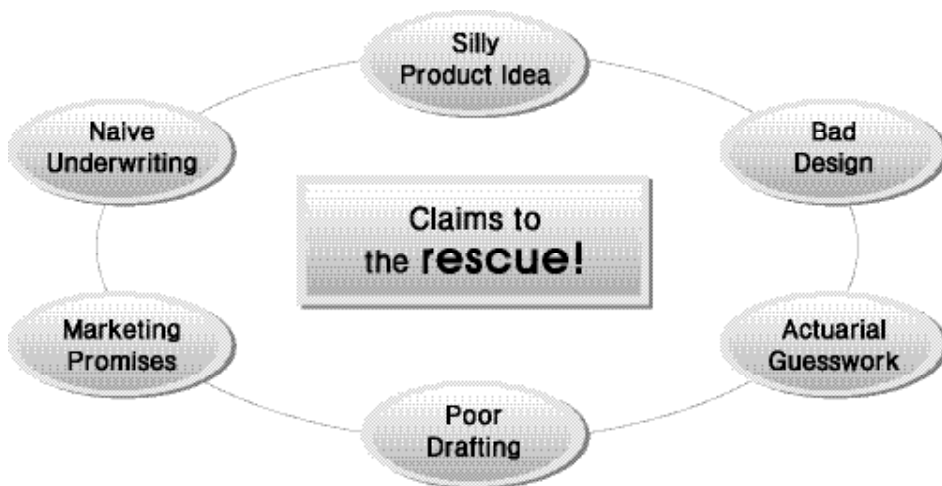 Silly
Product Idea
Naive
Underwriting
Bad
Design
Claims to
the rescue!
Marketing
Promises
Actuarial
Guesswork
Poor
Drafting